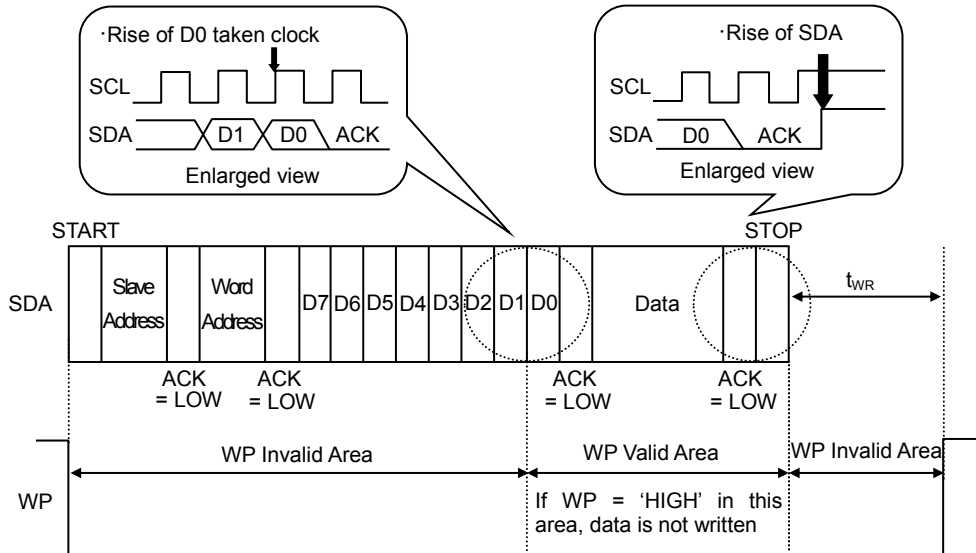 ·Rise of D0 taken clock
SCL
SDA
D1
D0
ACK
Enlarged view
·Rise of SDA
SCL
SDA
D0
ACK
Enlarged view
START
STOP
SDA
Slave
Address
Word
Address
D7
D6
D5
D4
D3
D2
D1
D0
Data
tWR
ACK
= LOW
ACK
= LOW
ACK
= LOW
ACK
= LOW
WP Invalid Area
WP Valid Area
WP Invalid Area
WP
If WP = 'HIGH' in this
area, data is not written